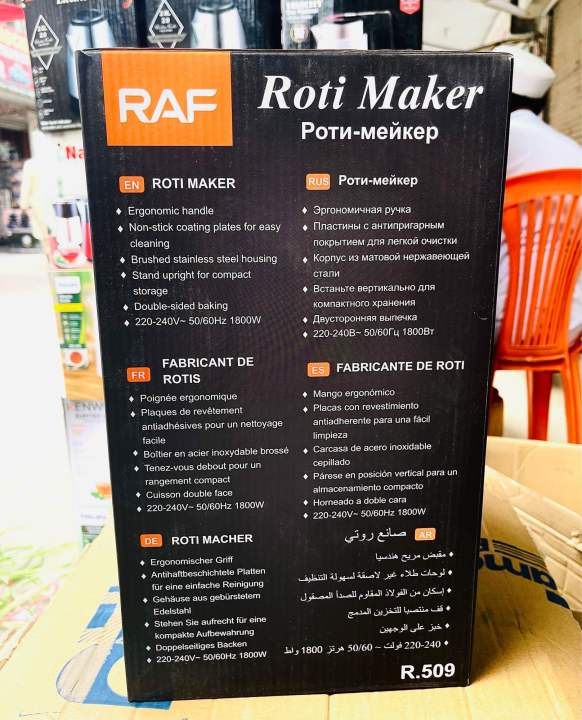 RAF
Roti Maker
Роти-мейкер
EN ROTI MAKER
♦ Ergonomic handle
♦ Non-stick coating plates for easy
cleaning
♦ Brushed stainless steel housing
♦ Stand upright for compact
storage
♦ Double-sided baking
♦ 220-240V~ 50/60Hz 1800W
RUS Роти-мейкер
♦ Эргономичная ручка
♦ Пластины с антипригарным
покрытием для легкой очистки
♦ Корпус из матовой нержавеющей
стали
♦ Встаньте вертикально для
компактного хранения
♦ Двусторонняя выпечка
♦ 220-240В~ 50/60Гц 1800Вт
FR FABRICANT DE
ROTIS
♦ Poignée ergonomique
♦ Plaques de revêtement
antiadhésives pour un nettoyage
facile
♦ Boîtier en acier inoxydable brossé
♦ Tenez-vous debout pour un
rangement compact
♦ Cuisson double face
♦ 220-240V~ 50/60Hz 1800W
ES FABRICANTE DE ROTI
♦ Mango ergonómico
♦ Placas con revestimiento
antiadherente para una fácil
limpieza
♦ Carcasa de acero inoxidable
cepillado
♦ Párese en posición vertical para un
almacenamiento compacto
♦ Horneado a doble cara
♦ 220-240V~ 50/60Hz 1800W
DE ROTI MACHER
♦ Ergonomischer Griff
♦ Antihaftbeschichtete Platten
für eine einfache Reinigung
♦ Gehäuse aus gebürstetem
Edelstahl
♦ Stehen Sie aufrecht für eine
kompakte Aufbewahrung
♦ Doppelseitiges Backen
♦ 220-240V~ 50/60Hz 1800W
AR صانع روتي
♦ مقبض مريح هندسيا
♦ لوحات طلاء غير لاصقة لسهولة التنظيف
♦ إسكان من الفولاذ المقاوم للصدأ المصقول
♦ قف منتصبا للتخزين المدمج
♦ خبز على الوجهين
♦ 220-240 فولت ~ 50/60 هرتز 1800 واط
R.509